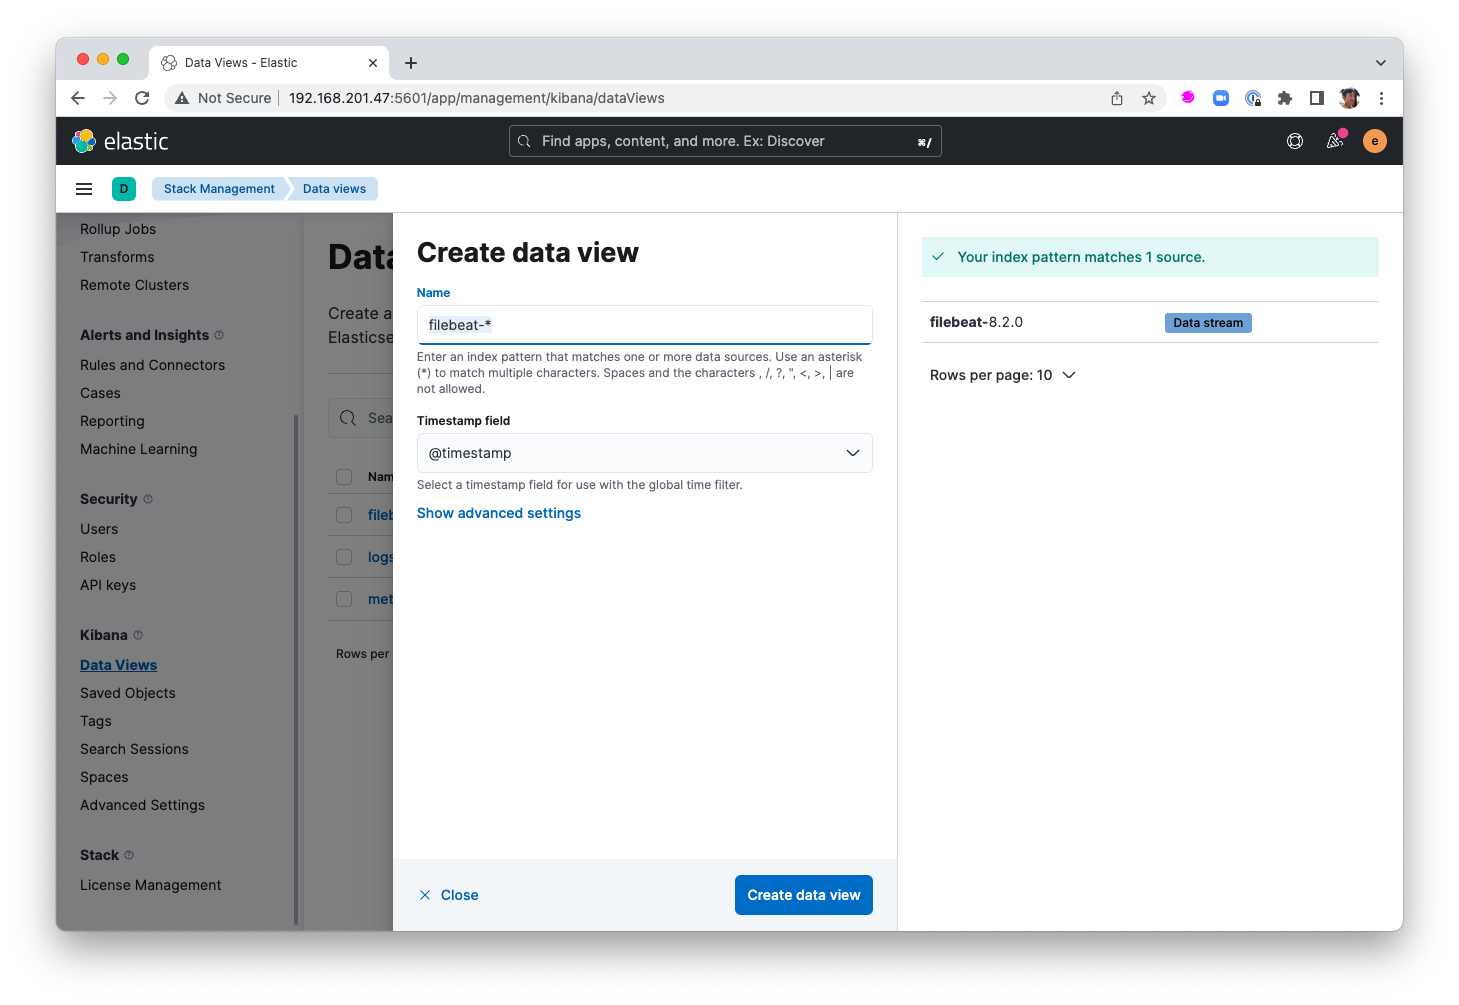 Data Views - Elastic
Not Secure
192.168.201.47:5601/app/management/kibana/dataViews
elastic
Find apps, content, and more. Ex: Discover
⌘/
e
D
Stack Management
Data views
Rollup Jobs
Transforms
Remote Clusters
Alerts and Insights
Rules and Connectors
Cases
Reporting
Machine Learning
Security
Users
Roles
API keys
Kibana
Data Views
Saved Objects
Tags
Search Sessions
Spaces
Advanced Settings
Stack
License Management
Data
Create a
Elasticse
Sea
Nam
fileb
logs
met
Rows per
Create data view
Name
filebeat-*
Enter an index pattern that matches one or more data sources. Use an asterisk
(*) to match multiple characters. Spaces and the characters , /, ?, ", <, >, | are
not allowed.
Timestamp field
@timestamp
Select a timestamp field for use with the global time filter.
Show advanced settings
Close
Create data view
Your index pattern matches 1 source.
filebeat-8.2.0
Data stream
Rows per page: 10